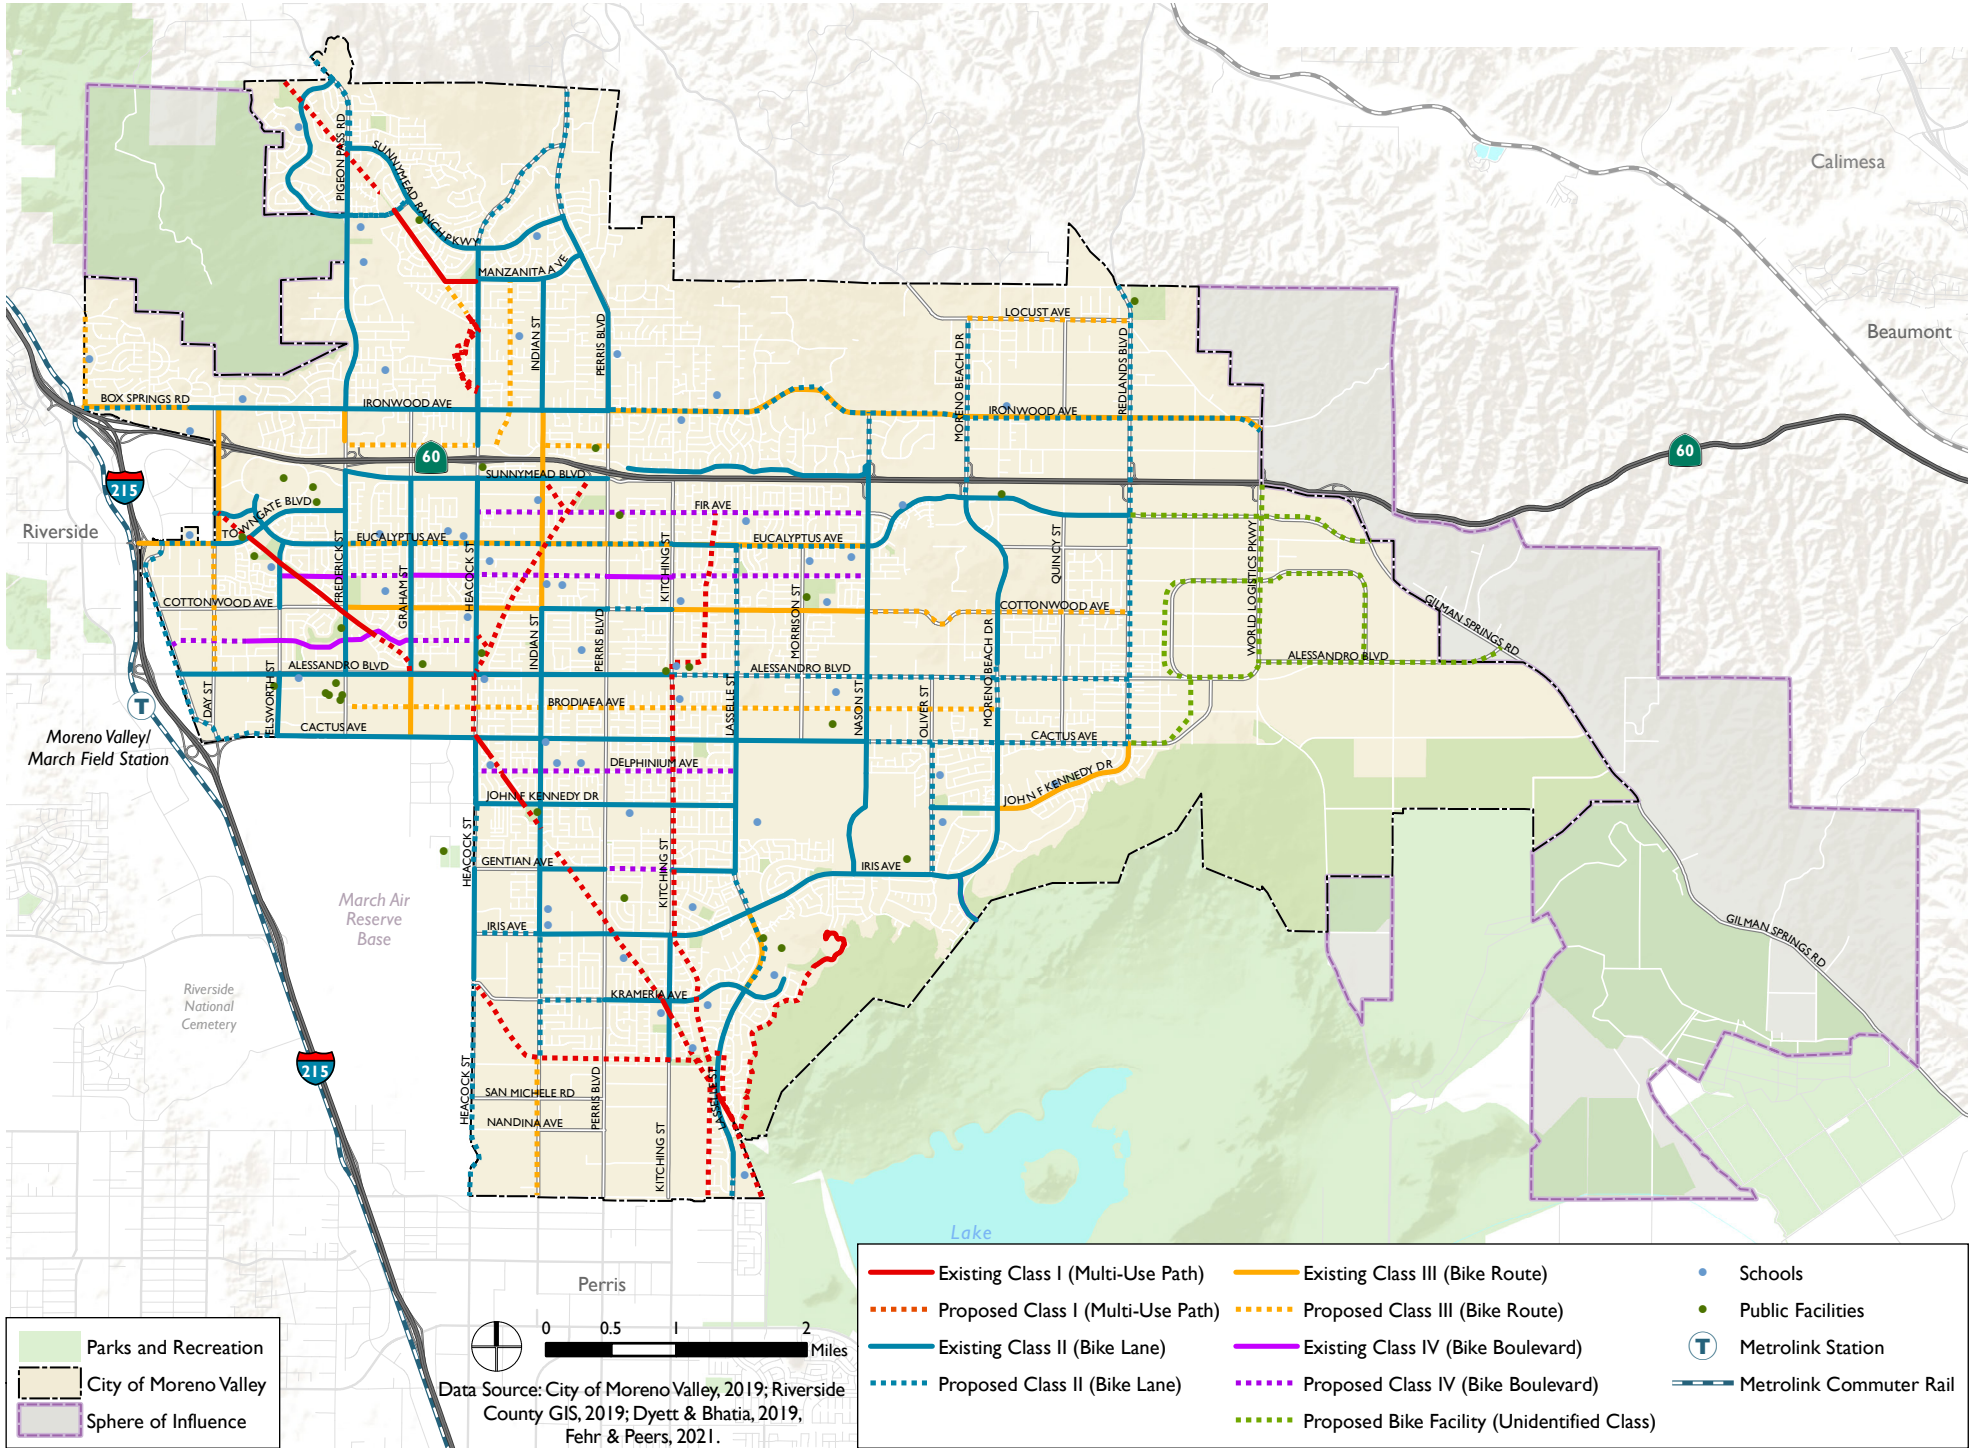 Calimesa
Beaumont
Riverside
PIGEON PASS RD
SUNNYMEAD RANCH PKWY
MANZANITA AVE
INDIAN ST
PERRIS BLVD
LOCUST AVE
MORENO BEACH DR
REDLANDS BLVD
BOX SPRINGS RD
IRONWOOD AVE
IRONWOOD AVE
60
60
215
SUNNYMEAD BLVD
TOWNGATE BLVD
FIR AVE
EUCALYPTUS AVE
EUCALYPTUS AVE
FREDERICK ST
GRAHAM ST
HEACOCK ST
KITCHING ST
QUINCY ST
WORLD LOGISTICS PKWY
COTTONWOOD AVE
COTTONWOOD AVE
GILMAN SPRINGS RD
MORRISON ST
INDIAN ST
PERRIS BLVD
MORENO BEACH DR
ALESSANDRO BLVD
ALESSANDRO BLVD
ALESSANDRO BLVD
DAY ST
ELSWORTH ST
BRODIAEA AVE
LASSELLE ST
NASON ST
OLIVER ST
CACTUS AVE
CACTUS AVE
T
Moreno Valley/
March Field Station
DELPHINIUM AVE
JOHN F KENNEDY DR
JOHN F KENNEDY DR
HEACOCK ST
GENTIAN AVE
KITCHING ST
IRIS AVE
IRIS AVE
March Air
Reserve
Base
GILMAN SPRINGS RD
KRAMERIA AVE
Riverside
National
Cemetery
215
HEACOCK ST
SAN MICHELE RD
NANDINA AVE
PERRIS BLVD
KITCHING ST
LASSELLE ST
Lake
Perris
Parks and Recreation
City of Moreno Valley
Sphere of Influence
0 0.5 1 2
Miles
Data Source: City of Moreno Valley, 2019; Riverside
County GIS, 2019; Dyett & Bhatia, 2019,
Fehr & Peers, 2021.
Existing Class I (Multi-Use Path)
Proposed Class I (Multi-Use Path)
Existing Class II (Bike Lane)
Proposed Class II (Bike Lane)
Existing Class III (Bike Route)
Proposed Class III (Bike Route)
Existing Class IV (Bike Boulevard)
Proposed Class IV (Bike Boulevard)
Proposed Bike Facility (Unidentified Class)
Schools
Public Facilities
T Metrolink Station
Metrolink Commuter Rail